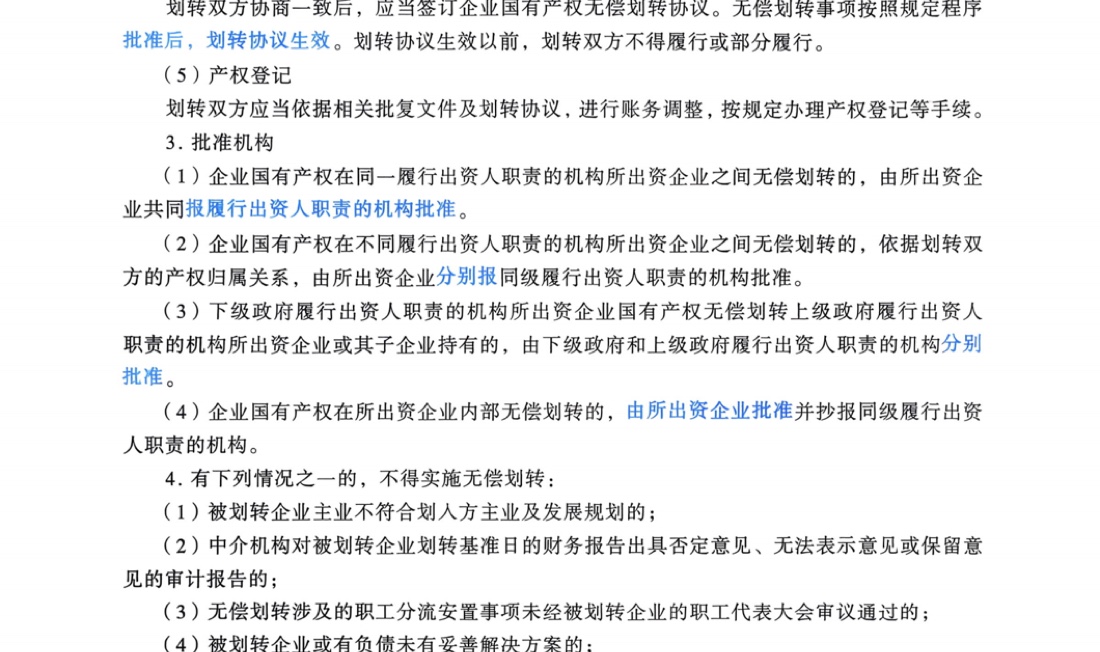 划转双方协商一致后，应当签订企业国有产权无偿划转协议。无偿划转事项按照规定程序
批准后，划转协议生效。划转协议生效以前，划转双方不得履行或部分履行。
（5）产权登记
划转双方应当依据相关批复文件及划转协议，进行账务调整，按规定办理产权登记等手续。
3. 批准机构
（1）企业国有产权在同一履行出资人职责的机构所出资企业之间无偿划转的，由所出资企
业共同报履行出资人职责的机构批准。
（2）企业国有产权在不同履行出资人职责的机构所出资企业之间无偿划转的，依据划转双
方的产权归属关系，由所出资企业分别报同级履行出资人职责的机构批准。
（3）下级政府履行出资人职责的机构所出资企业国有产权无偿划转上级政府履行出资人
职责的机构所出资企业或其子企业持有的，由下级政府和上级政府履行出资人职责的机构分别
批准。
（4）企业国有产权在所出资企业内部无偿划转的，由所出资企业批准并抄报同级履行出资
人职责的机构。
4. 有下列情况之一的，不得实施无偿划转：
（1）被划转企业主业不符合划入方主业及发展规划的；
（2）中介机构对被划转企业划转基准日的财务报告出具否定意见、无法表示意见或保留意
见的审计报告的；
（3）无偿划转涉及的职工分流安置事项未经被划转企业的职工代表大会审议通过的；
（4）被划转企业或有负债未有妥善解决方案的；